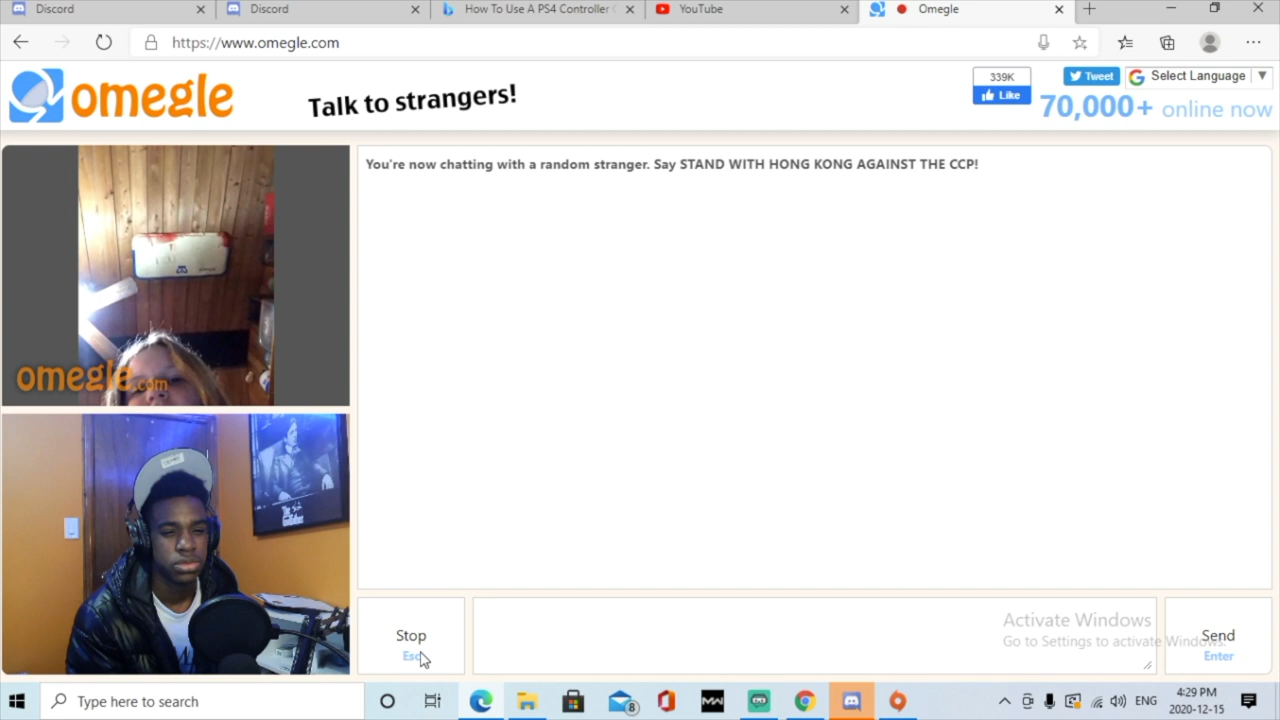 Discord
Discord
How To Use A PS4 Controller
YouTube
Omegle
https://www.omegle.com
omegle
Talk to strangers!
339K
Like
Tweet
Select Language
70,000+ online now
You're now chatting with a random stranger. Say STAND WITH HONG KONG AGAINST THE CCP!
omegle.com
The
Godfather
Stop
Esc
Activate Windows
Go to Settings to activate Windows.
Send
Enter
Type here to search
8
ENG
4:29 PM
2020-12-15